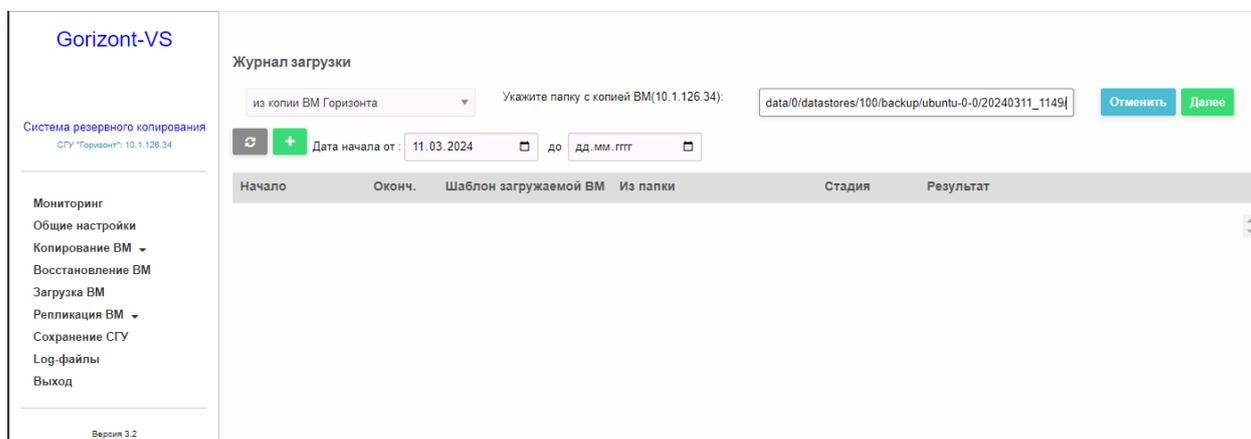 Gorizont-VS
Система резервного копирования
СГУ "Горизонт": 10.1.126.34
Мониторинг
Общие настройки
Копирование ВМ
Восстановление ВМ
Загрузка ВМ
Репликация ВМ
Сохранение СГУ
Log-файлы
Выход
Версия 3.2
Журнал загрузки
из копии ВМ Горизонта Укажите папку с копией ВМ(10.1.126.34): data/0/datastores/100/backup/ubuntu-0-0/20240311_1149/ Отменить Далее
+ Дата начала от : 11.03.2024 до дд.мм.гггг
Начало Оконч. Шаблон загружаемой ВМ Из папки Стадия Результат